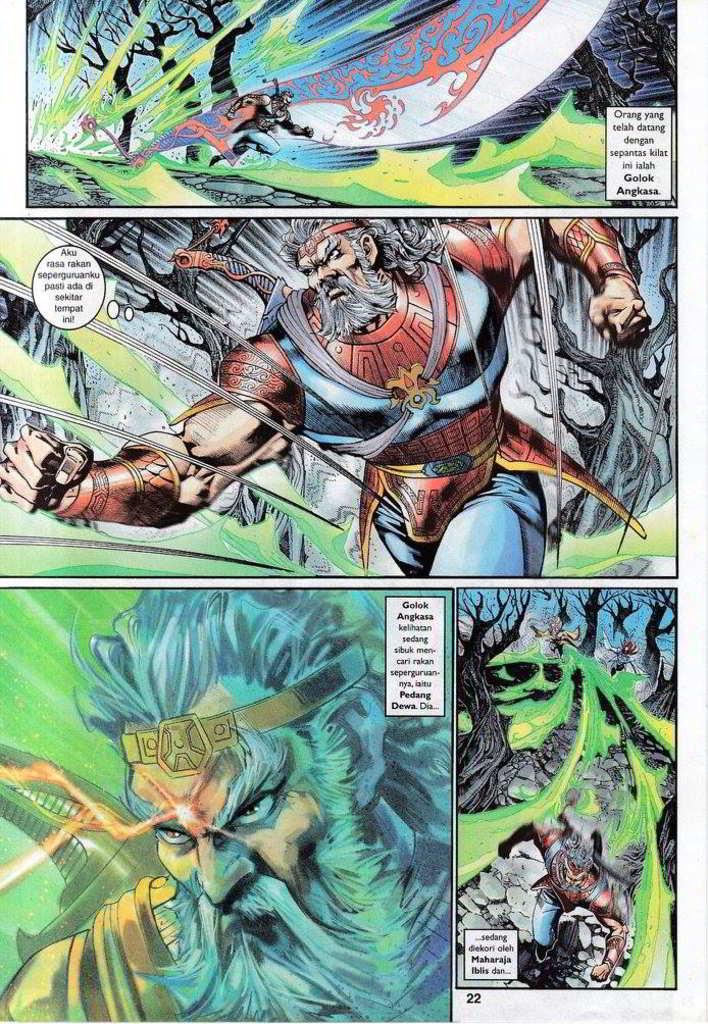 Orang yang
telah datang
dengan
sepantas kilat
ini ialah
Golok
Angkasa.
Aku
rasa rakan
seperguruanku
pasti ada di
sekitar
tempat
ini!
Golok
Angkasa
kelihatan
sedang
sibuk men-
cari rakan
seperguruan-
nya, iaitu
Pedang
Dewa. Dia...
...sedang
diekori oleh
Maharaja
Iblis dan...
22